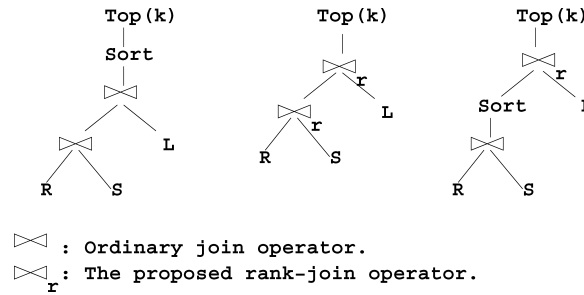 Top(k) Top(k) Top(k)
Sort
r r
Sort
L r L
R S R S R S
: Ordinary join operator.
r : The proposed rank-join operator.